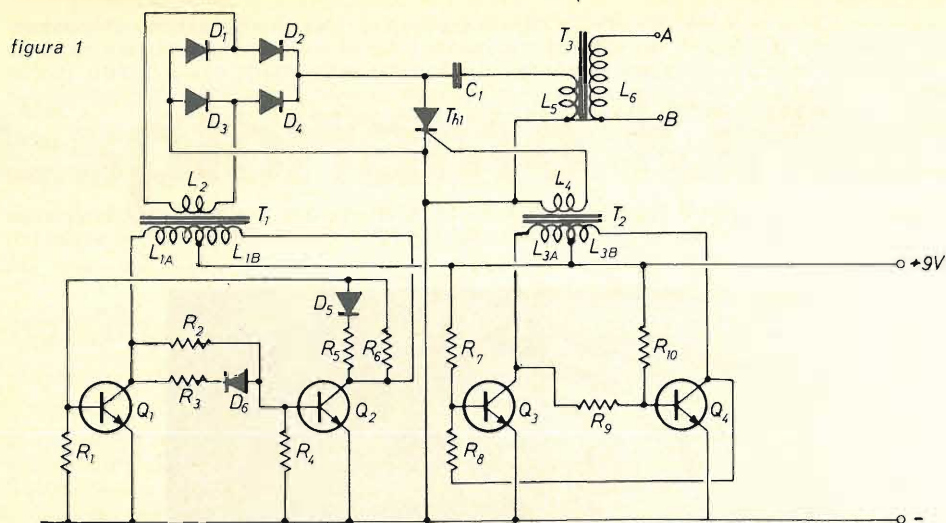 figura 1
D1 D2
T3
A
C1
L5 L6
D3 D4
Th1
B
L2
L4
T1
T2
L1A L1B
L3A L3B
+9V
D5
R2
R5 R6
R7
R10
R3 D6
Q1
Q2
Q3
R9
Q4
R1
R4
R8
-